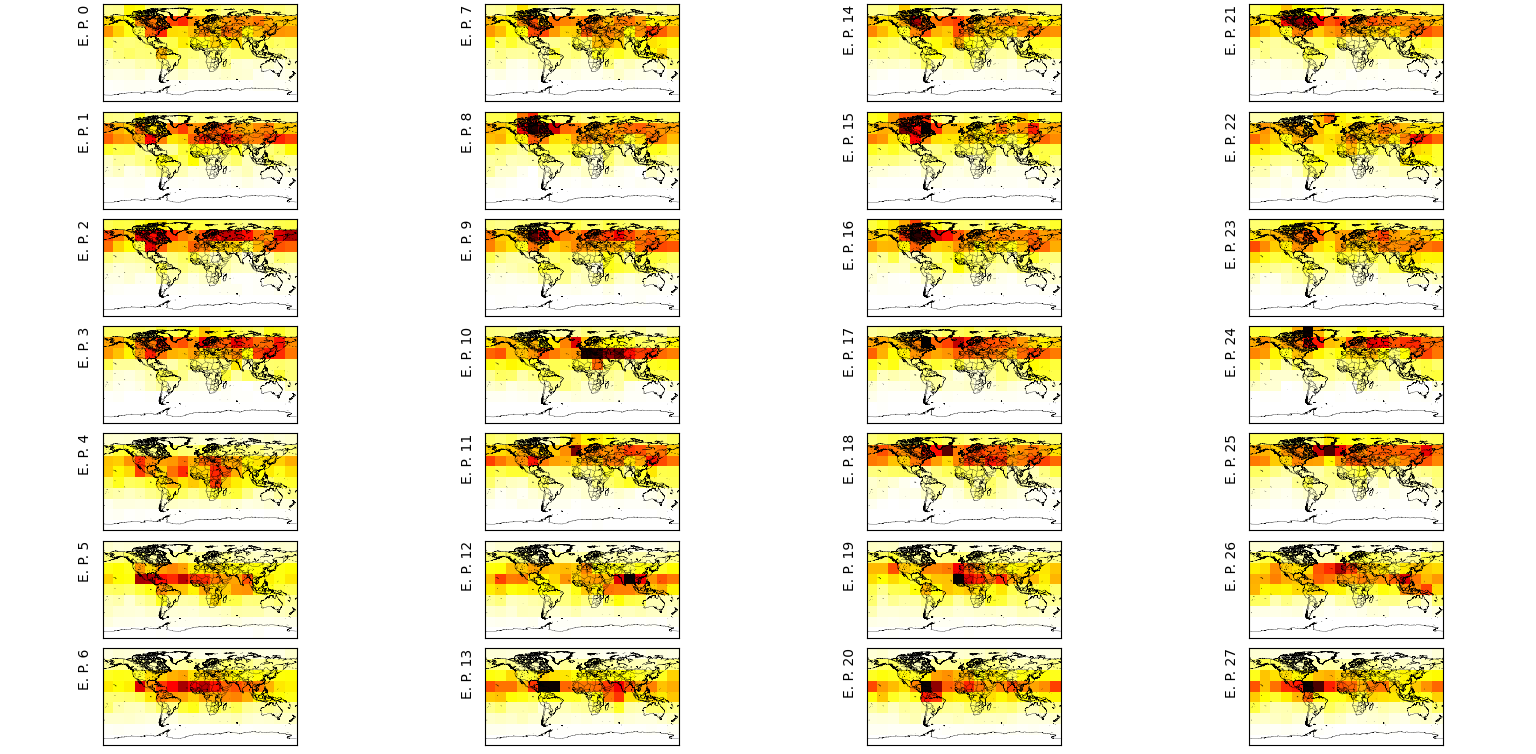 E. P. 0
E. P. 7
E. P. 14
E. P. 21
E. P. 1
E. P. 8
E. P. 15
E. P. 22
E. P. 2
E. P. 9
E. P. 16
E. P. 23
E. P. 3
E. P. 10
E. P. 17
E. P. 24
E. P. 4
E. P. 11
E. P. 18
E. P. 25
E. P. 5
E. P. 12
E. P. 19
E. P. 26
E. P. 6
E. P. 13
E. P. 20
E. P. 27